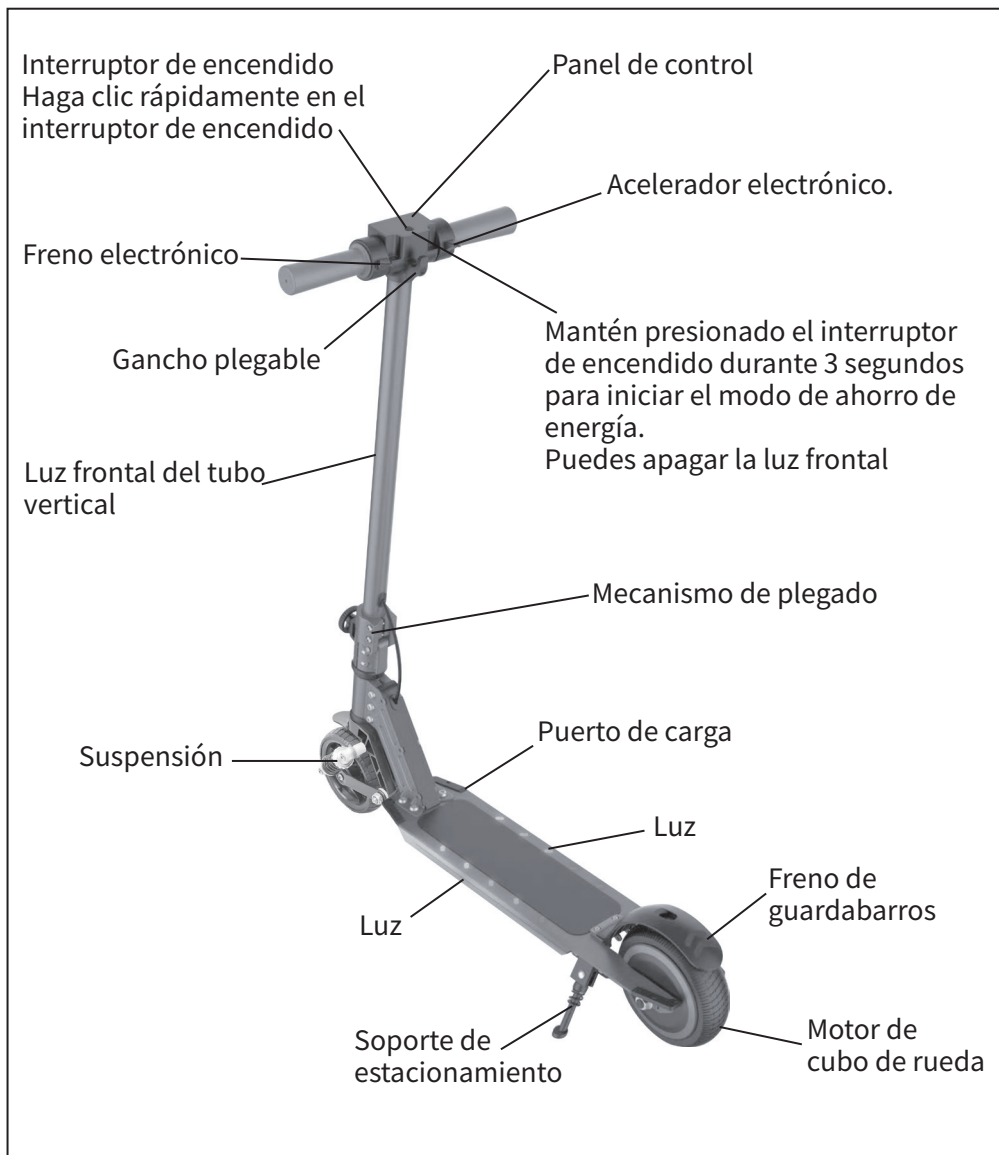 Interruptor de encendido
Haga clic rápidamente en el
interruptor de encendido
Panel de control
Acelerador electrónico.
Freno electrónico
Gancho plegable
Mantén presionado el interruptor
de encendido durante 3 segundos
para iniciar el modo de ahorro de
energía.
Puedes apagar la luz frontal
Luz frontal del tubo
vertical
Mecanismo de plegado
Puerto de carga
Suspensión
Luz
Freno de
guardabarros
Luz
Soporte de
estacionamiento
Motor de
cubo de rueda